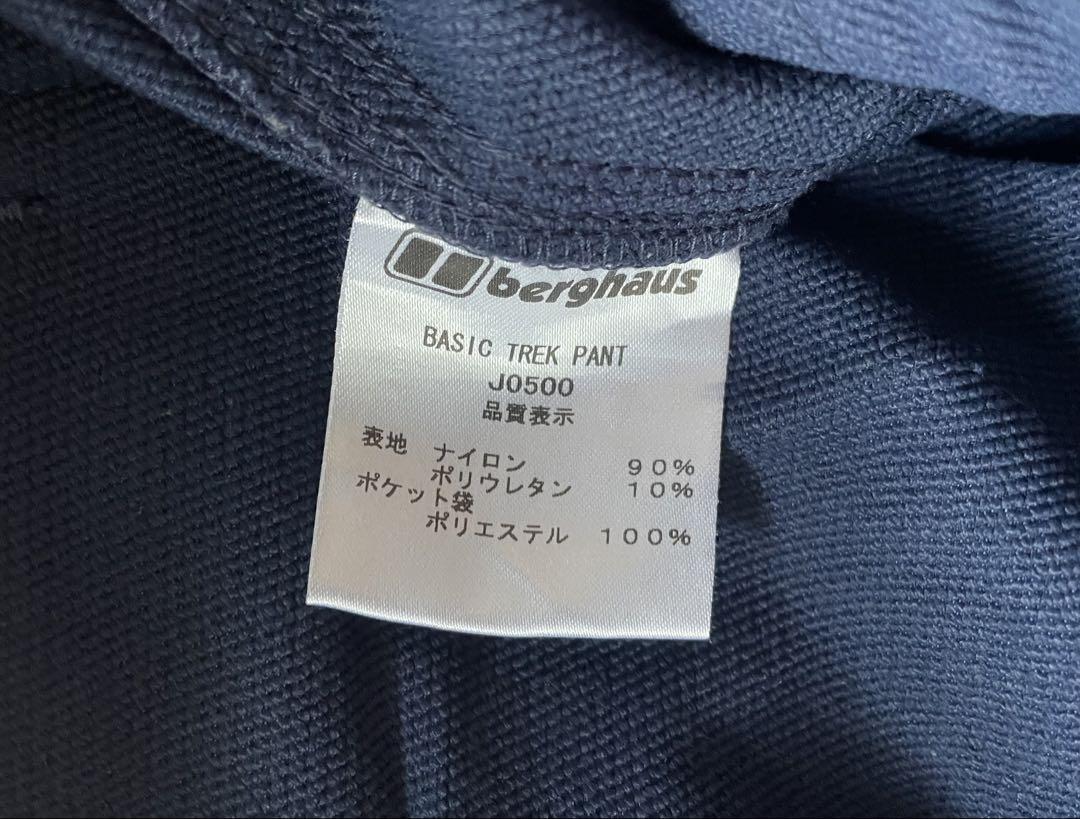 berghaus
BASIC TREK PANT
J0500
品質表示
表地 ナイロン 90%
ポリウレタン 10%
ポケット袋
ポリエステル 100%